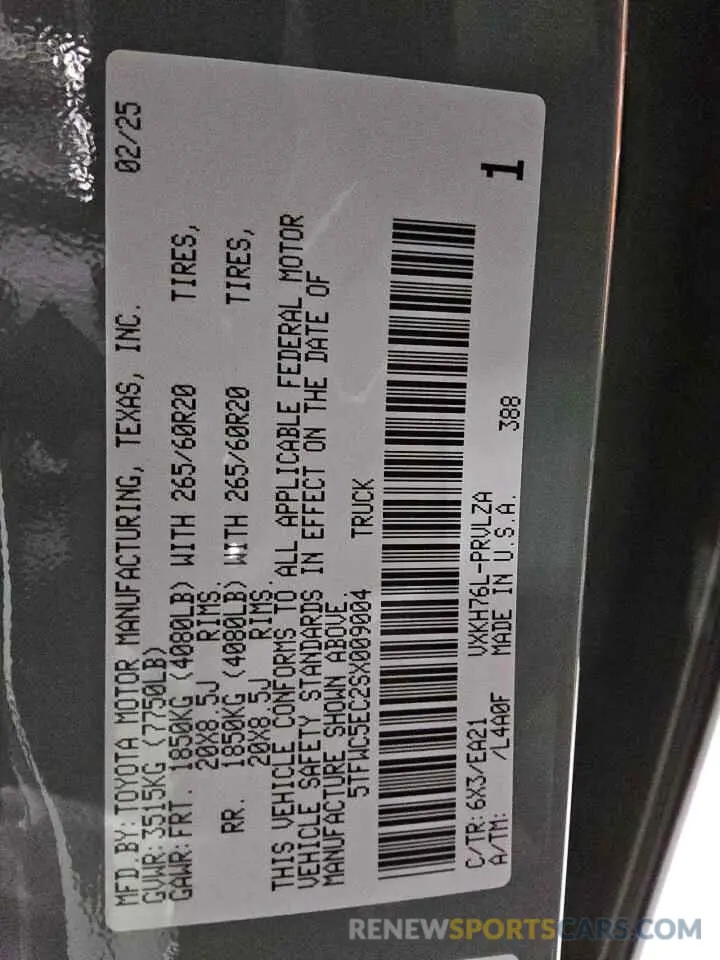 MFD.BY: TOYOTA MOTOR MANUFACTURING, TEXAS, INC. 02/25
GVWR: 3515KG (7750LB)
GAWR: FRT. 1850KG (4080LB) WITH 265/60R20 TIRES,
20X8.5J RIMS.
RR. 1850KG (4080LB) WITH 265/60R20 TIRES,
20X8.5J RIMS.
THIS VEHICLE CONFORMS TO ALL APPLICABLE FEDERAL MOTOR
VEHICLE SAFETY STANDARDS IN EFFECT ON THE DATE OF
MANUFACTURE SHOWN ABOVE.
5TFWC5EC2SX009004 TRUCK
1
C/TR: 6X3/EA21 VXKH76L-PRVLZA
A/TM: /L4A0F MADE IN U.S.A. 388
RENEWSPORTSCARS.COM